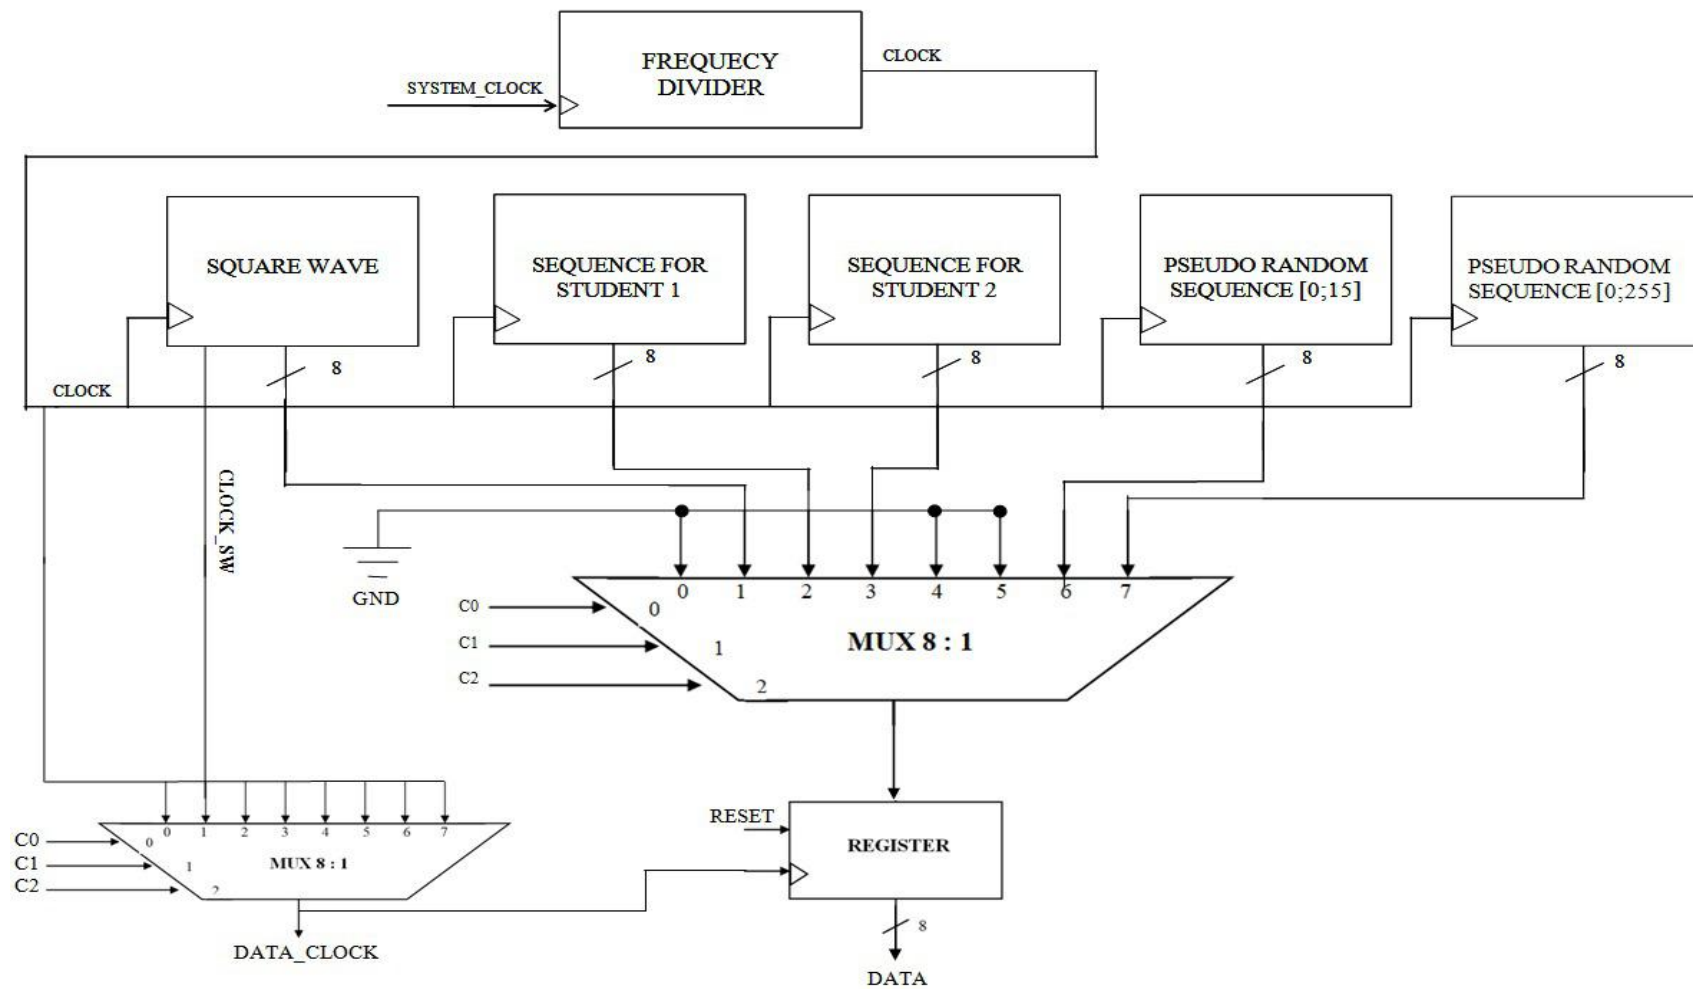 FREQUECY
DIVIDER
CLOCK
SYSTEM_CLOCK
SQUARE WAVE
SEQUENCE FOR
STUDENT 1
SEQUENCE FOR
STUDENT 2
PSEUDO RANDOM
SEQUENCE [0;15]
PSEUDO RANDOM
SEQUENCE [0;255]
8
8
8
8
8
CLOCK
CLOCK_SW
GND
0 1 2 3 4 5 6 7
C0 0
C1 1
C2 2
MUX 8 : 1
0 1 2 3 4 5 6 7
C0 0
C1 1
C2 2
MUX 8 : 1
DATA_CLOCK
RESET
REGISTER
8
DATA